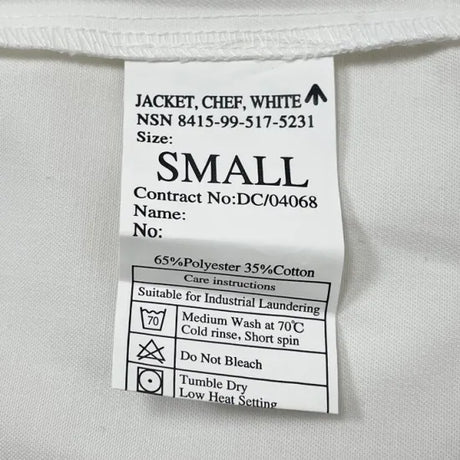 JACKET, CHEF, WHITE
NSN 8415-99-517-5231
Size:
SMALL
Contract No:DC/04068
Name:
No:
65%Polyester 35%Cotton
Care instructions
Suitable for Industrial Laundering
70
Medium Wash at 70℃
Cold rinse, Short spin
Do Not Bleach
Tumble Dry
Low Heat Setting